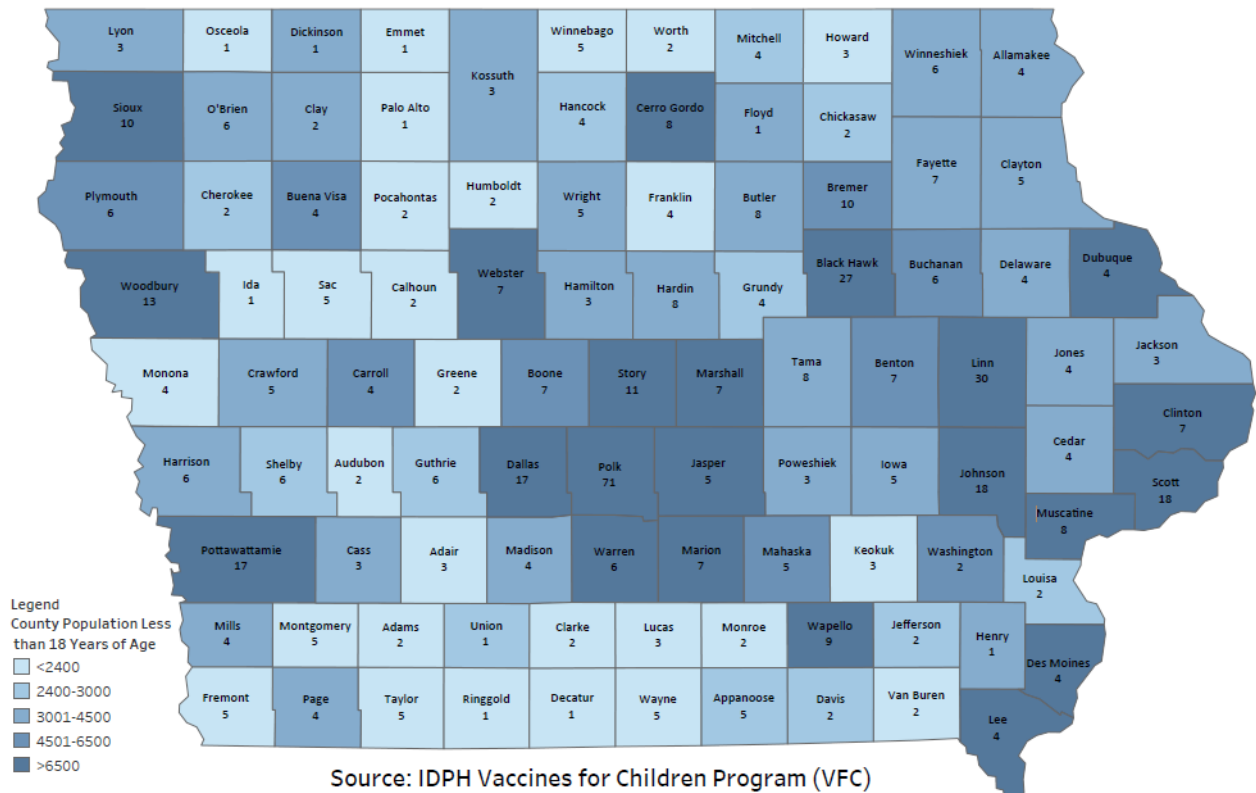 Lyon
3
Osceola
1
Dickinson
1
Emmet
1
Kossuth
3
Winnebago
5
Worth
2
Mitchell
4
Howard
3
Winneshiek
6
Allamakee
4
Sioux
10
O'Brien
6
Clay
2
Palo Alto
1
Hancock
4
Cerro Gordo
8
Floyd
1
Chickasaw
2
Fayette
7
Clayton
5
Plymouth
6
Cherokee
2
Buena Visa
4
Pocahontas
2
Humboldt
2
Wright
5
Franklin
4
Butler
8
Bremer
10
Woodbury
13
Ida
1
Sac
5
Calhoun
2
Webster
7
Hamilton
3
Hardin
8
Grundy
4
Black Hawk
27
Buchanan
6
Delaware
4
Dubuque
4
Monona
4
Crawford
5
Carroll
4
Greene
2
Boone
7
Story
11
Marshall
7
Tama
8
Benton
7
Linn
30
Jones
4
Jackson
3
Clinton
7
Harrison
6
Shelby
6
Audubon
2
Guthrie
6
Dallas
17
Polk
71
Jasper
5
Poweshiek
3
Iowa
5
Johnson
18
Cedar
4
Scott
18
Muscatine
8
Pottawattamie
17
Cass
3
Adair
3
Madison
4
Warren
6
Marion
7
Mahaska
5
Keokuk
3
Washington
2
Louisa
2
Mills
4
Montgomery
5
Adams
2
Union
1
Clarke
2
Lucas
3
Monroe
2
Wapello
9
Jefferson
2
Henry
1
Des Moines
4
Fremont
5
Page
4
Taylor
5
Ringgold
1
Decatur
1
Wayne
5
Appanoose
5
Davis
2
Van Buren
2
Lee
4
Legend
County Population Less
than 18 Years of Age
<2400
2400-3000
3001-4500
4501-6500
>6500
Source: IDPH Vaccines for Children Program (VFC)